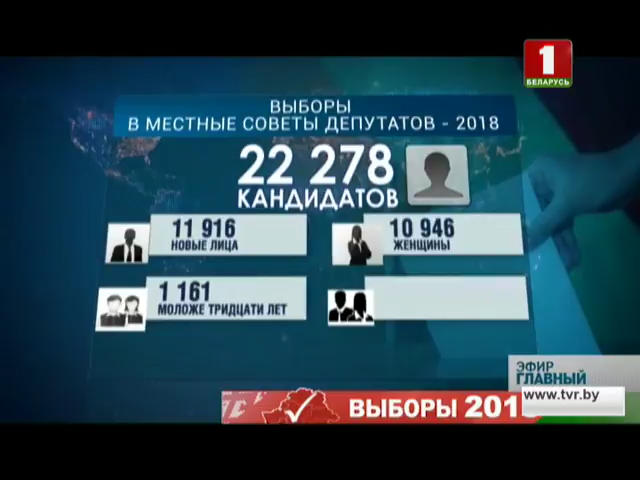 1
БЕЛАРУСЬ
ВЫБОРЫ
В МЕСТНЫЕ СОВЕТЫ ДЕПУТАТОВ - 2018
22 278
КАНДИДАТОВ
11 916
НОВЫЕ ЛИЦА
10 946
ЖЕНЩИНЫ
1 161
МОЛОЖЕ ТРИДЦАТИ ЛЕТ
ЭФИР
ГЛАВНЫЙ
www.tvr.by
ВЫБОРЫ 201